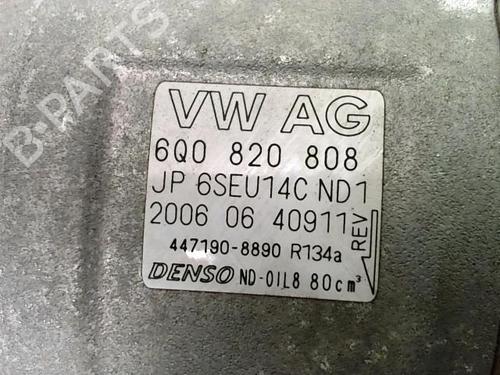 B-PARTS
VW AG
6Q0 820 808
JP 6SEU14C ND1
2006 06 40911
REV
447190-8890 R134a
DENSO ND-OIL8 80cm³